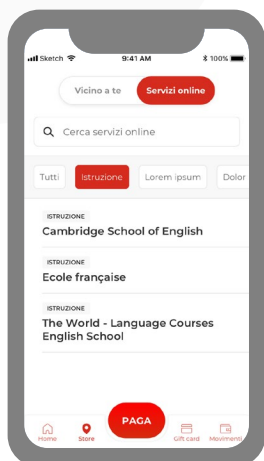 Sketch 9:41 AM 100%
Vicino a te Servizi online
Cerca servizi online
Tutti Istruzione Lorem ipsum Dolor
ISTRUZIONE
Cambridge School of English
ISTRUZIONE
Ecole française
ISTRUZIONE
The World - Language Courses
English School
PAGA
Home Store Gift card Movimenti